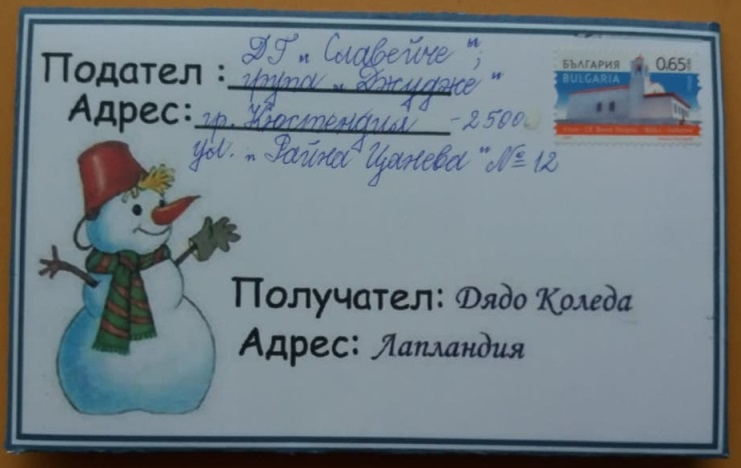 Подател : ДГ „ Славейче ";
група „ Джудже "
Адрес: гр. Кюстендил - 2500
ул. „ Райна Цанева " № 12
БЪЛГАРИЯ 0.65
BULGARIA
Получател: Дядо Коледа
Адрес: Лапландия